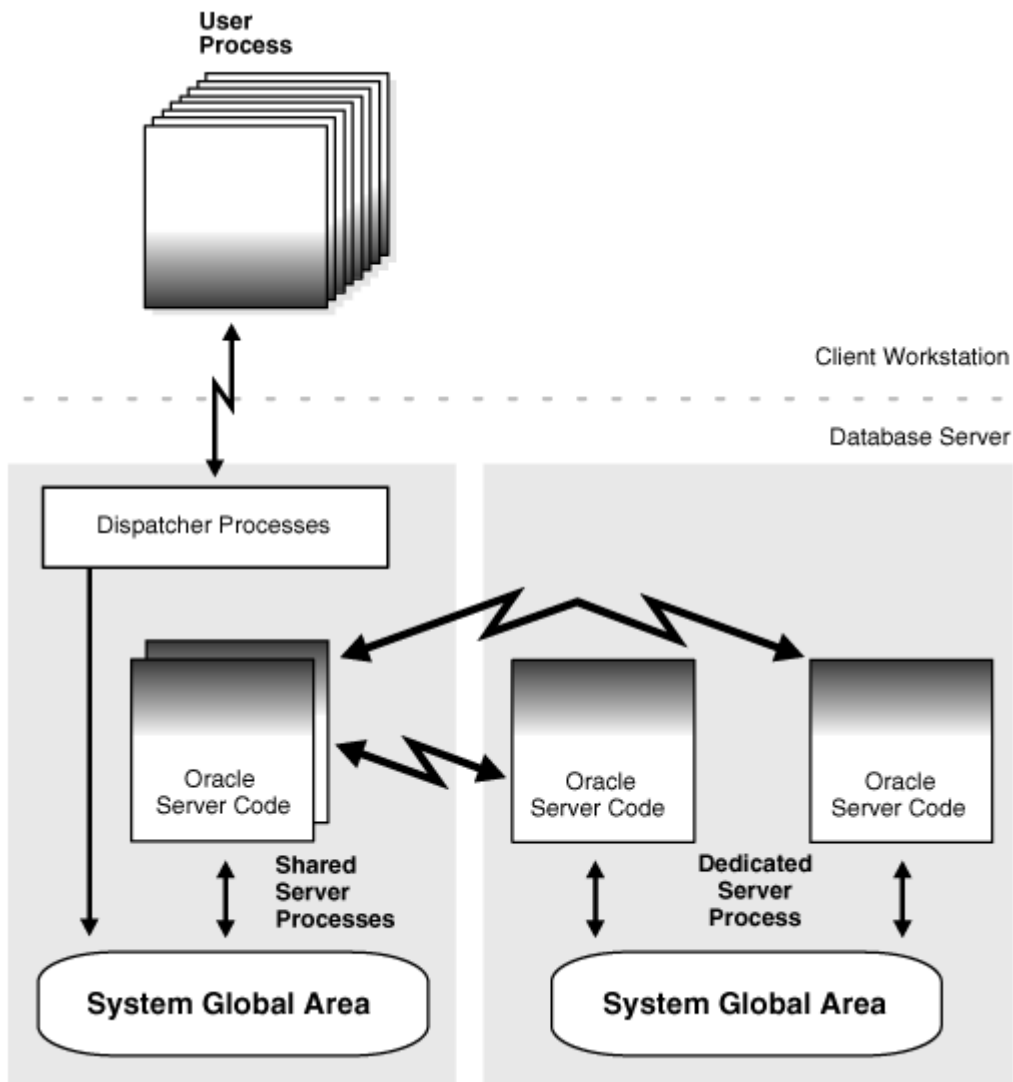 User
Process
Client Workstation
Database Server
Dispatcher Processes
Oracle
Server Code
Oracle
Server Code
Oracle
Server Code
Shared
Server
Processes
Dedicated
Server
Process
System Global Area
System Global Area